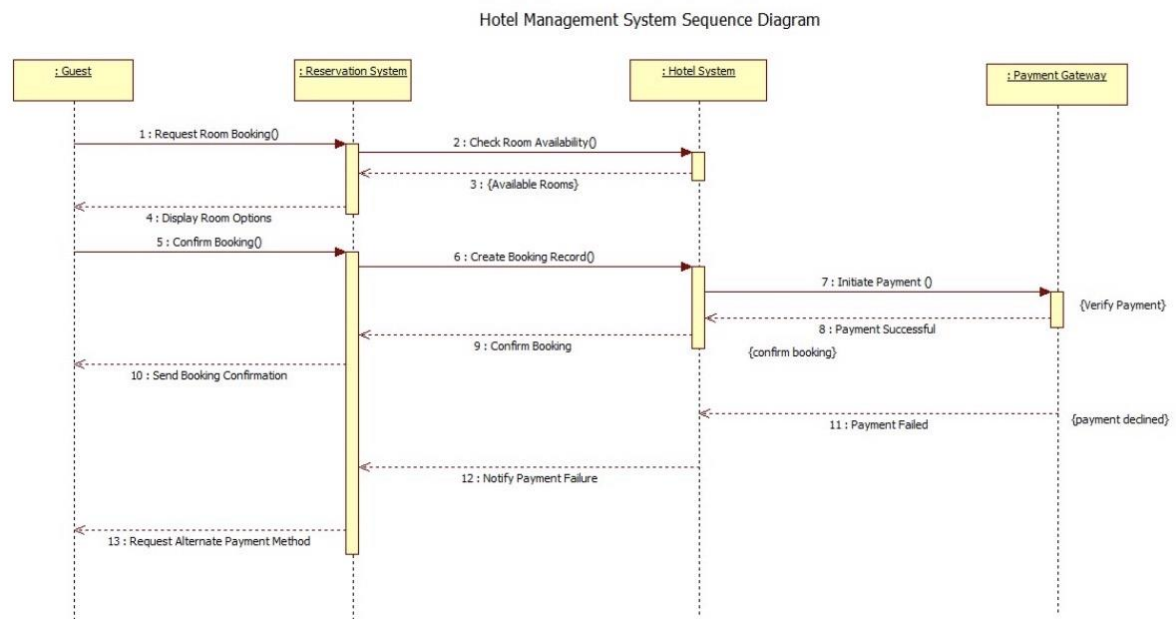 Hotel Management System Sequence Diagram
: Guest
: Reservation System
: Hotel System
: Payment Gateway
1 : Request Room Booking()
2 : Check Room Availability()
3 : {Available Rooms}
4 : Display Room Options
5 : Confirm Booking()
6 : Create Booking Record()
7 : Initiate Payment ()
{Verify Payment}
8 : Payment Successful
9 : Confirm Booking
{confirm booking}
10 : Send Booking Confirmation
11 : Payment Failed
{payment declined}
12 : Notify Payment Failure
13 : Request Alternate Payment Method